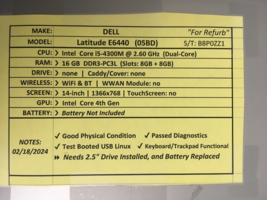 MAKE: DELL "For Refurb"
MODEL: Latitude E6440 (05BD) S/T: B8P0ZZ1
CPU: Intel Core i5-4300M @ 2.60 GHz (Dual-Core)
RAM: 16 GB DDR3-PC3L (Slots: 8GB + 8GB)
DRIVE: none | Caddy/Cover: none
WIRELESS: WiFi & BT | WWAN Module: no
SCREEN: 14-inch | 1366x768 | TouchScreen: no
GPU: Intel Core 4th Gen
BATTERY: Battery Not Included
NOTES:
02/18/2024
✓ Good Physical Condition ✓ Passed Diagnostics
✓ Test Booted USB Linux ✓ Keyboard/Trackpad Functional
Needs 2.5" Drive Installed, and Battery Replaced